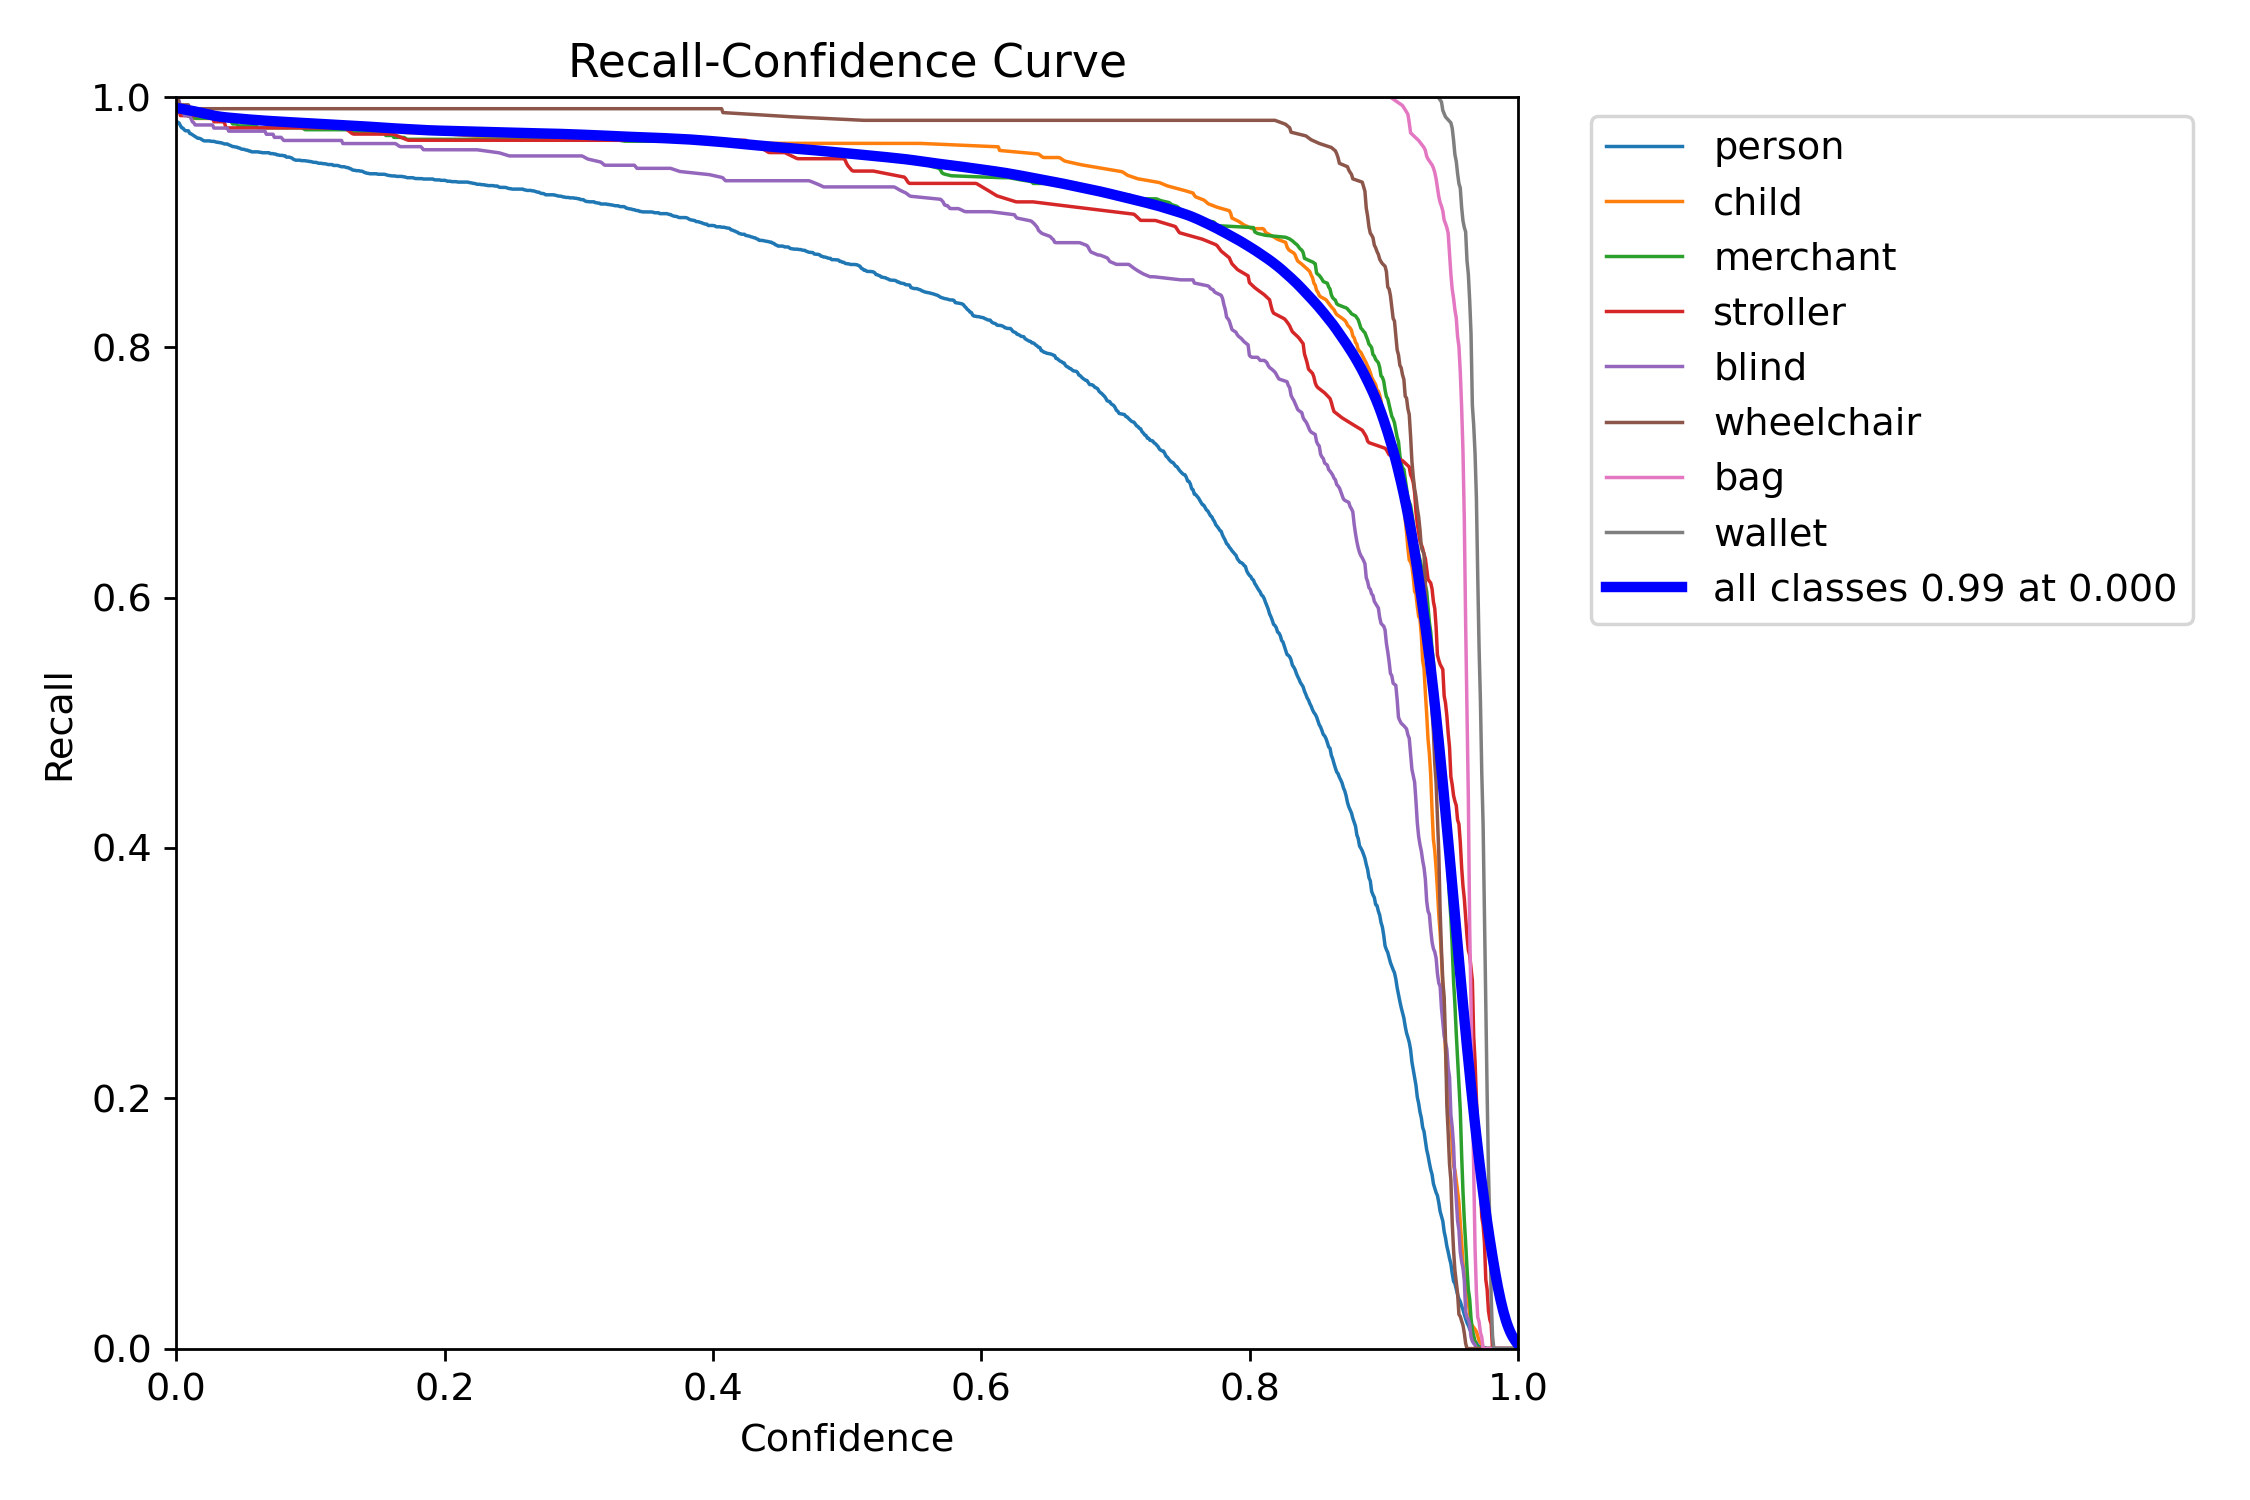 Recall-Confidence Curve
1.0
0.8
0.6
0.4
0.2
0.0
Recall
0.0 0.2 0.4 0.6 0.8 1.0
Confidence
person
child
merchant
stroller
blind
wheelchair
bag
wallet
all classes 0.99 at 0.000